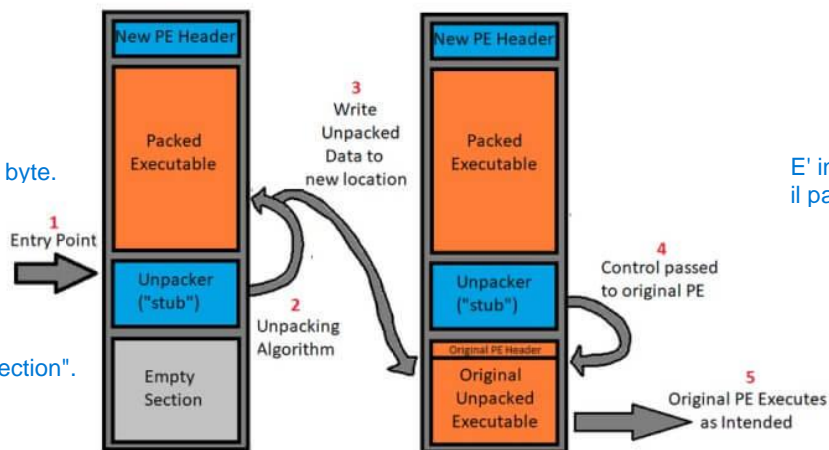 New PE Header
Packed
Executable
byte.
1
Entry Point
Unpacker
("stub")
2
Unpacking
Algorithm
ection".
Empty
Section
3
Write
Unpacked
Data to
new location
New PE Header
Packed
Executable
E' in
il pa
4
Control passed
to original PE
Unpacker
("stub")
Original PE Header
Original
Unpacked
Executable
5
Original PE Executes
as Intended